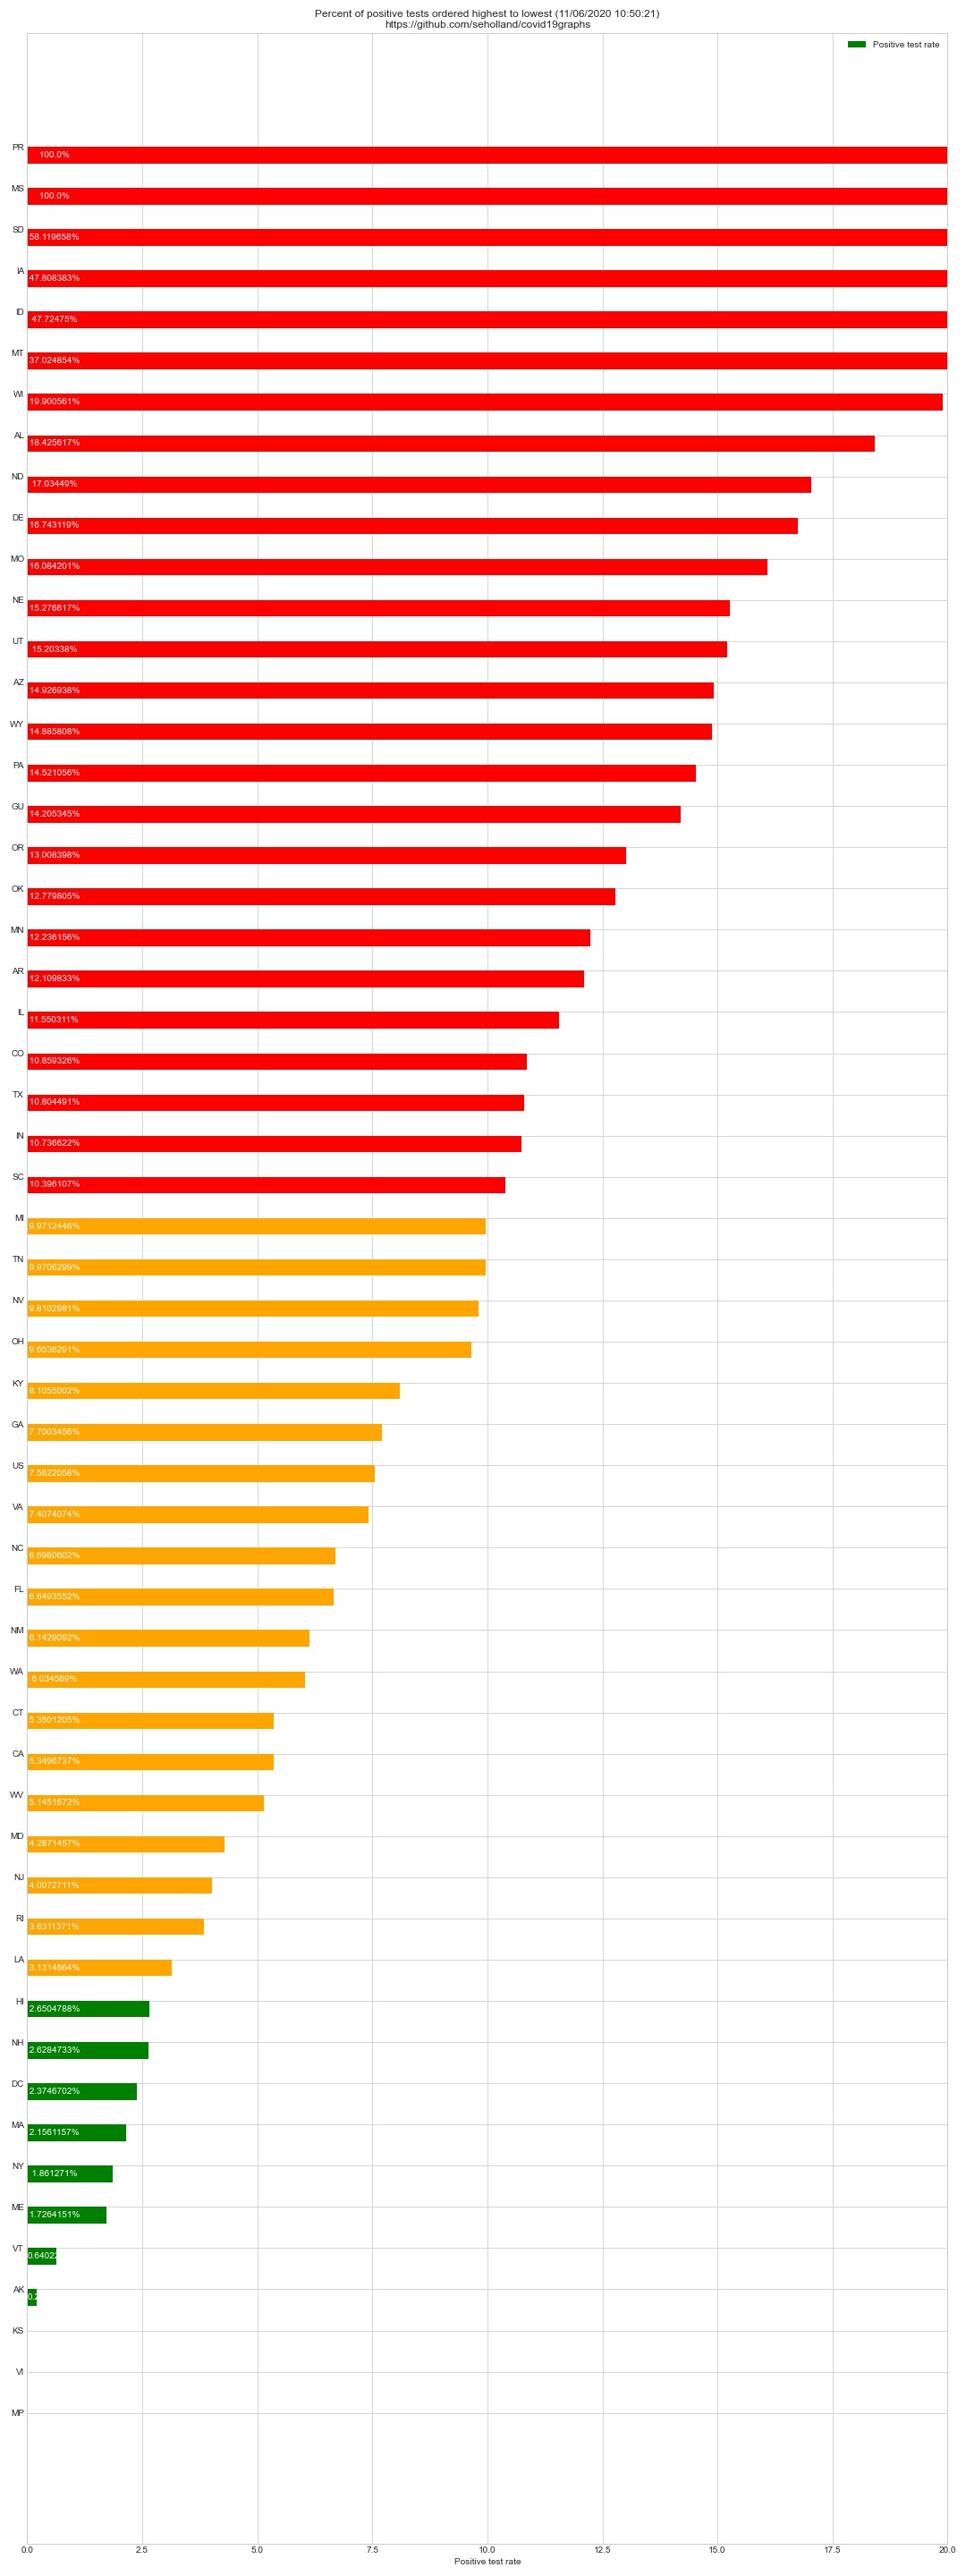 Percent of positive tests ordered highest to lowest (11/06/2020 10:50:21)
https://github.com/seholland/covid19graphs
Positive test rate
PR 100.0%
MS 100.0%
SD 58.119658%
IA 47.808383%
ID 47.72475%
MT 37.024854%
WI 19.900561%
AL 18.425617%
ND 17.03449%
DE 16.743119%
MO 16.084201%
NE 15.276617%
UT 15.20338%
AZ 14.926938%
WY 14.885808%
PA 14.521056%
GU 14.205345%
OR 13.008398%
OK 12.779805%
MN 12.236156%
AR 12.109833%
IL 11.550311%
CO 10.859326%
TX 10.804491%
IN 10.736622%
SC 10.396107%
MI 9.9712446%
TN 9.9706299%
NV 9.8102981%
OH 9.6536291%
KY 8.1055002%
GA 7.7003456%
US 7.5622058%
VA 7.4074074%
NC 6.6980602%
FL 6.6493552%
NM 6.1429092%
WA 6.034589%
CT 5.3501205%
CA 5.3496737%
WV 5.1451672%
MD 4.2871457%
NJ 4.0072711%
RI 3.8311371%
LA 3.1314664%
HI 2.6504788%
NH 2.6284733%
DC 2.3746702%
MA 2.1561157%
NY 1.861271%
ME 1.7264151%
VT 0.6402
AK 0.2
KS
VI
MP
0.0 2.5 5.0 7.5 10.0 12.5 15.0 17.5 20.0
Positive test rate